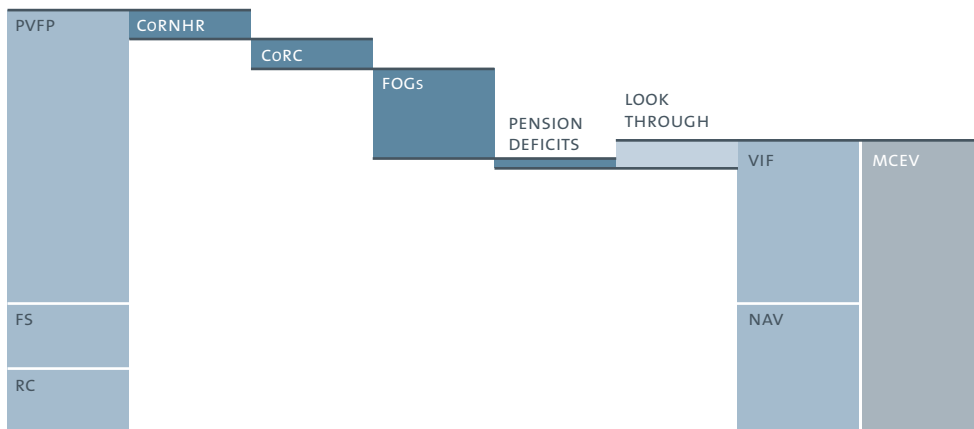 PVFP
CoRNHR
CoRC
FOGs
PENSION
DEFICITS
LOOK
THROUGH
VIF
MCEV
FS
NAV
RC